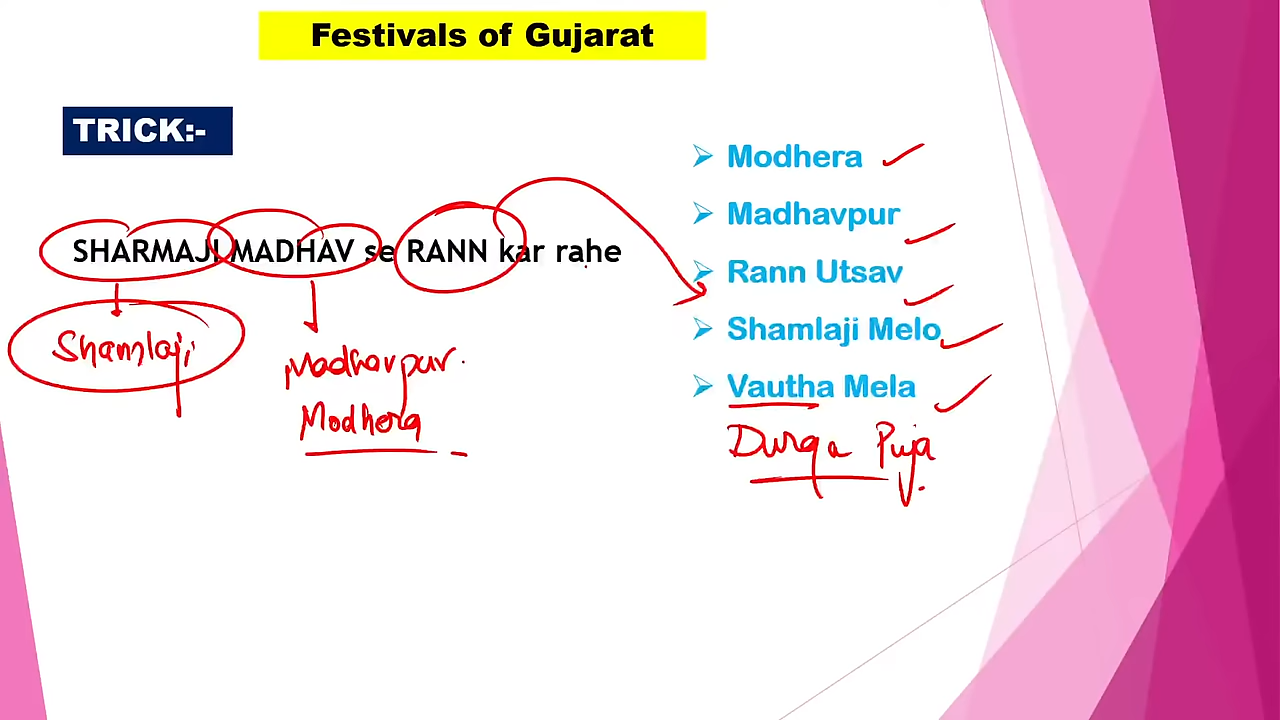 Festivals of Gujarat
TRICK:-
SHARMAJI MADHAV se RANN kar rahe
Shamlaji
Madhavpur
Modhera
Modhera
Madhavpur
Rann Utsav
Shamlaji Melo
Vautha Mela
Durga Puja